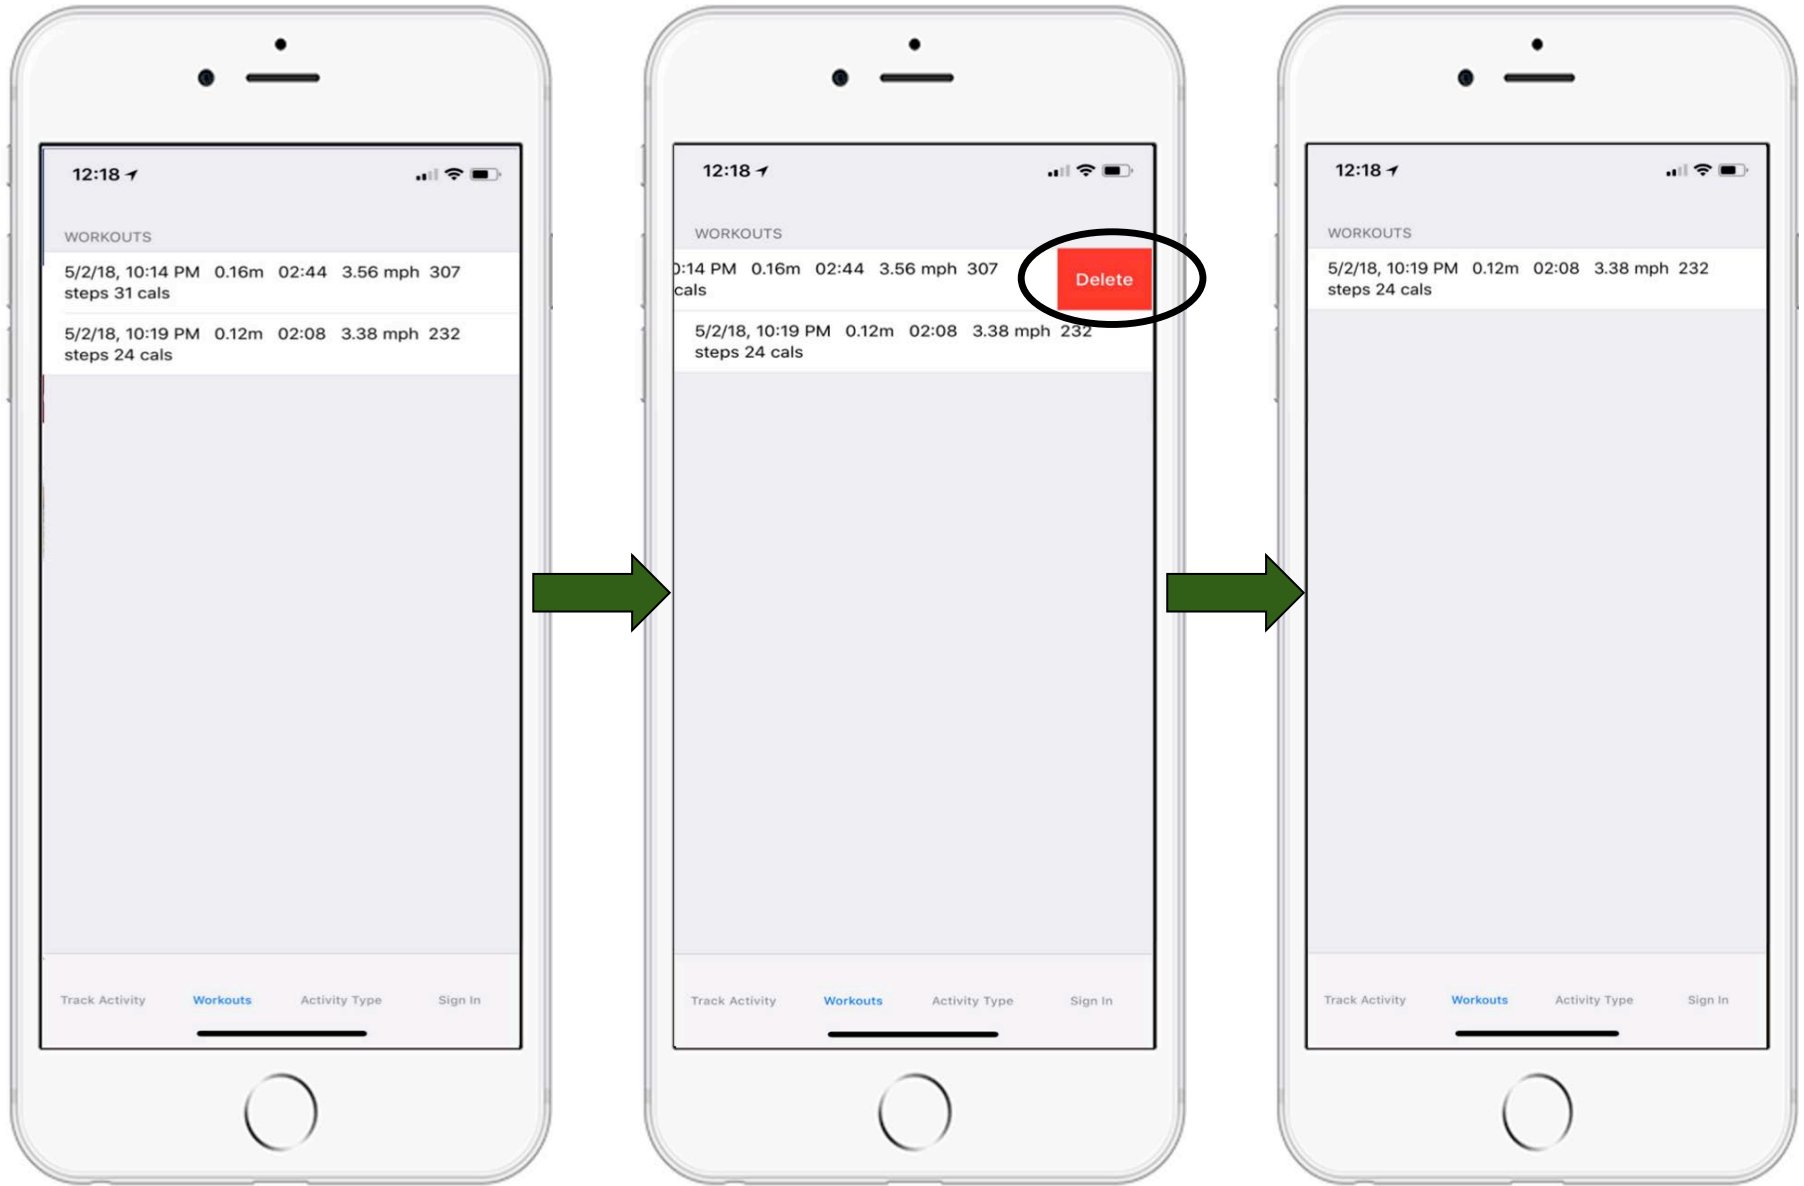 12:18
WORKOUTS
5/2/18, 10:14 PM 0.16m 02:44 3.56 mph 307
steps 31 cals
5/2/18, 10:19 PM 0.12m 02:08 3.38 mph 232
steps 24 cals
Track Activity Workouts Activity Type Sign In
12:18
WORKOUTS
0:14 PM 0.16m 02:44 3.56 mph 307
cals
Delete
5/2/18, 10:19 PM 0.12m 02:08 3.38 mph 232
steps 24 cals
Track Activity Workouts Activity Type Sign In
12:18
WORKOUTS
5/2/18, 10:19 PM 0.12m 02:08 3.38 mph 232
steps 24 cals
Track Activity Workouts Activity Type Sign In